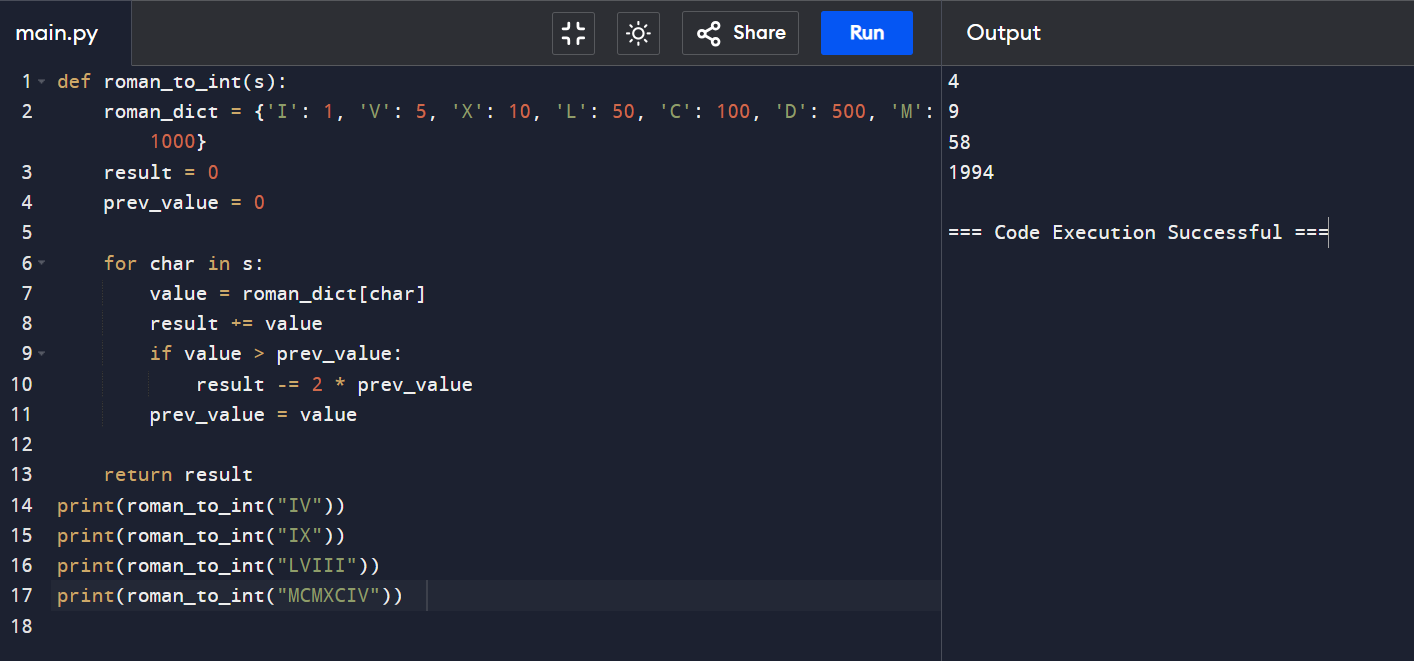 main.py
Share
Run
Output
1 def roman_to_int(s):
2     roman_dict = {'I': 1, 'V': 5, 'X': 10, 'L': 50, 'C': 100, 'D': 500, 'M':
        1000}
3     result = 0
4     prev_value = 0
5
6     for char in s:
7         value = roman_dict[char]
8         result += value
9         if value > prev_value:
10             result -= 2 * prev_value
11         prev_value = value
12
13     return result
14 print(roman_to_int("IV"))
15 print(roman_to_int("IX"))
16 print(roman_to_int("LVIII"))
17 print(roman_to_int("MCMXCIV"))
18
4
9
58
1994
=== Code Execution Successful ===